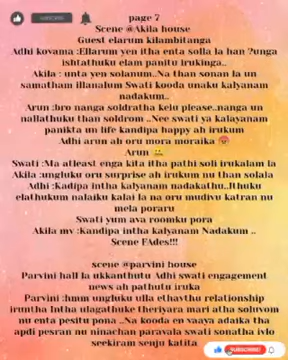 page 7
Scene @Akila house
Guest elarum kilambitanga
Adhi kovama :Ellarum yen itha enta solla la han ?unga
ishtathuku elam panitu irukinga..
Akila : unta yen solanum..Na than sonan la un
samatham illanalum Swati kooda unaku kalyanam
nadakum..
Arun :bro nanga soldratha kelu please..nanga un
nallathuku than soldrom ..Nee swati ya kalayanam
panikta un life kandipa happy ah irukum
Adhi arun ah oru mora moraika
Arun
Swati :Ma atleast enga kita itha pathi soli irukalam la
Akila :ungluku oru surprise ah irukum nu than solala
Adhi :Kadipa intha kalyanam nadakathu..Ithuku
elathukum nalaiku kalai la na oru mudivu katran nu
mela poraru
Swati yum ava roomku pora
Akila mv :Kandipa intha kalyanam Nadakum ..
Scene FAdes!!!
scene @parvini house
Parvini hall la ukkanthutu Adhi swati engagement
news ah pathutu iruka
Parvini :hmm ungluku ulla ethavthu relationship
iruntha Intha ulagathuke theriyara mari atha soluvom
nu enta pesitu pona ..Na kooda en vaaya adaika tha
apdi pesran nu ninachan paravala swati sonatha ivlo
seekiram senju katita
SUBSCRIBE